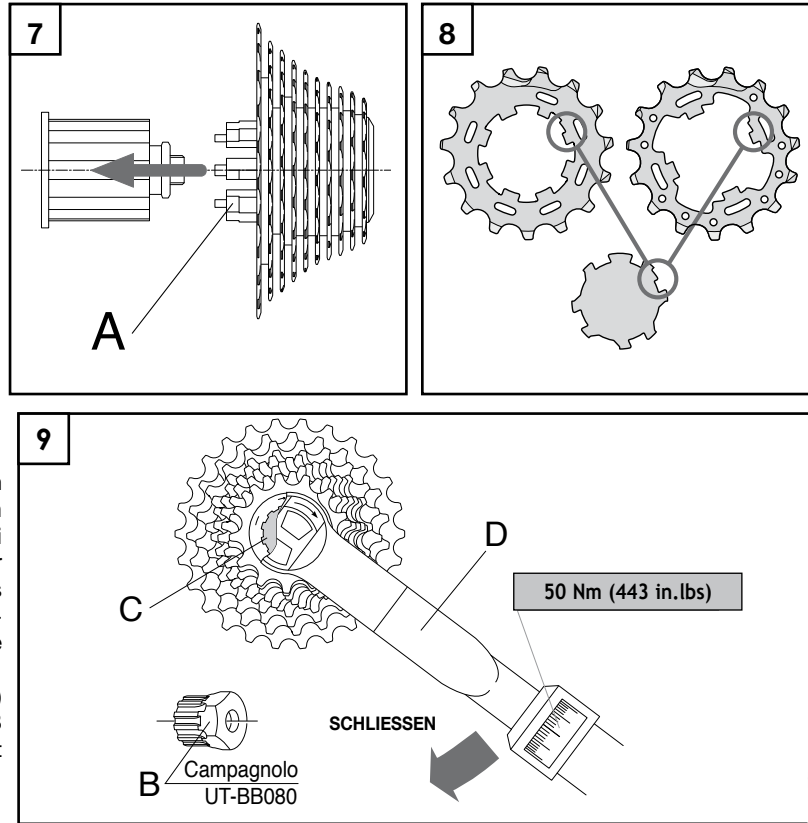 7
8
A
9
D
50 Nm (443 in.lbs)
C
SCHLIESSEN
B
Campagnolo
UT-BB080